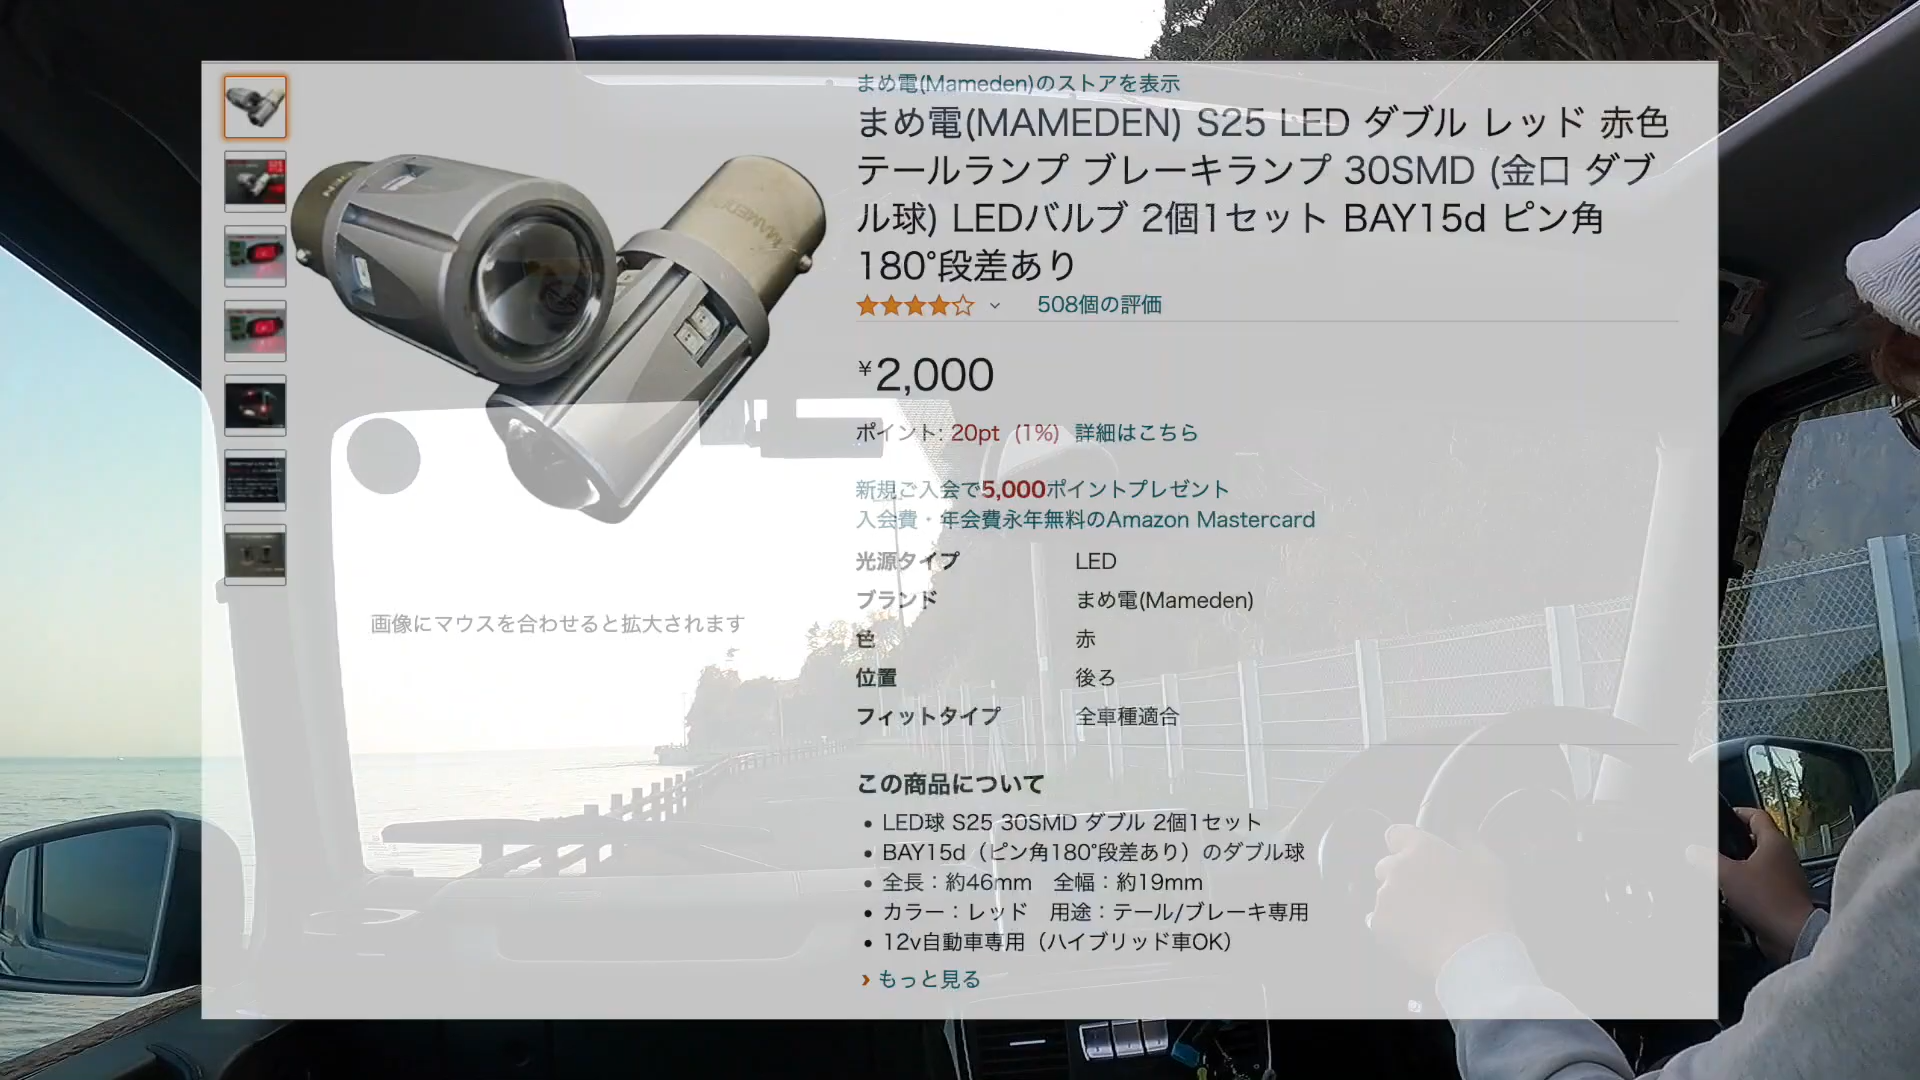 まめ電(Mameden)のストアを表示
まめ電(MAMEDEN) S25 LED ダブル レッド 赤色
テールランプ ブレーキランプ 30SMD (金口 ダブ
ル球) LEDバルブ 2個1セット BAY15d ピン角
180°段差あり
508個の評価
¥2,000
ポイント: 20pt (1%) 詳細はこちら
新規ご入会で5,000ポイントプレゼント
入会費・年会費永年無料のAmazon Mastercard
光源タイプ LED
ブランド まめ電(Mameden)
色 赤
位置 後ろ
フィットタイプ 全車種適合
画像にマウスを合わせると拡大されます
この商品について
• LED球 S25 30SMD ダブル 2個1セット
• BAY15d（ピン角180°段差あり）のダブル球
• 全長：約46mm 全幅：約19mm
• カラー：レッド 用途：テール/ブレーキ専用
• 12v自動車専用（ハイブリッド車OK）
› もっと見る